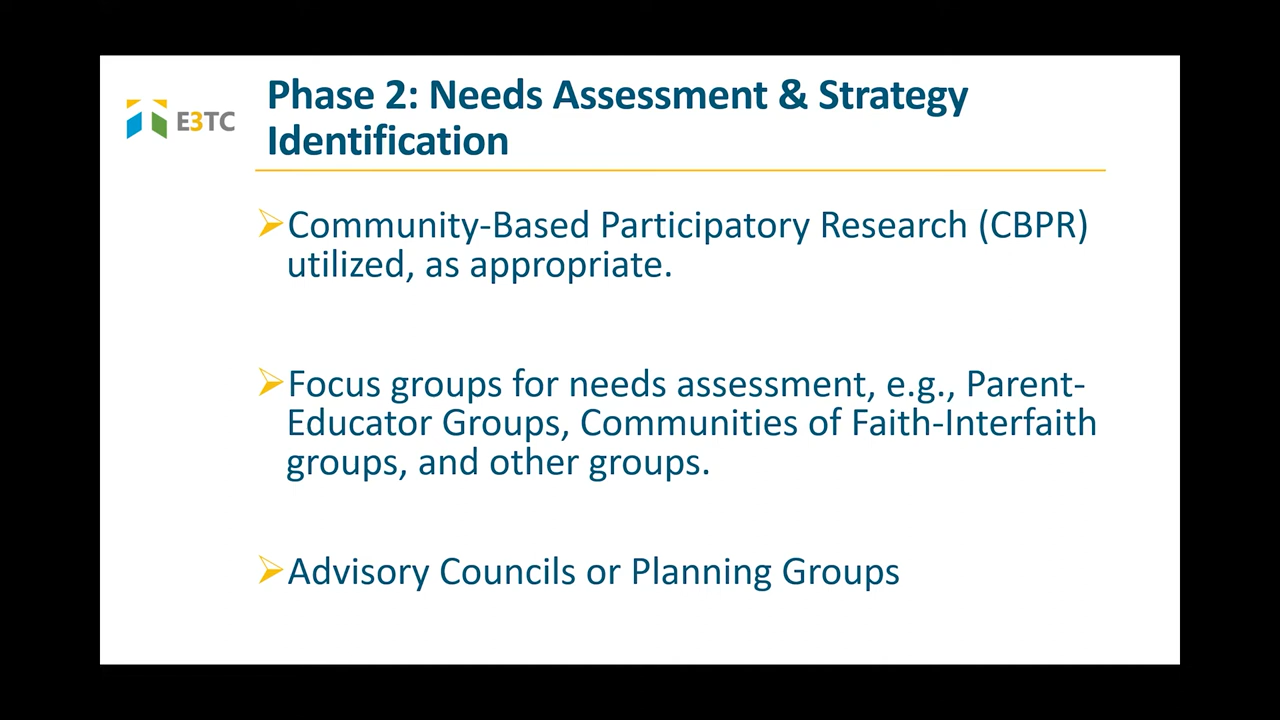 E3TC
Phase 2: Needs Assessment & Strategy
Identification
Community-Based Participatory Research (CBPR)
utilized, as appropriate.
Focus groups for needs assessment, e.g., Parent-
Educator Groups, Communities of Faith-Interfaith
groups, and other groups.
Advisory Councils or Planning Groups